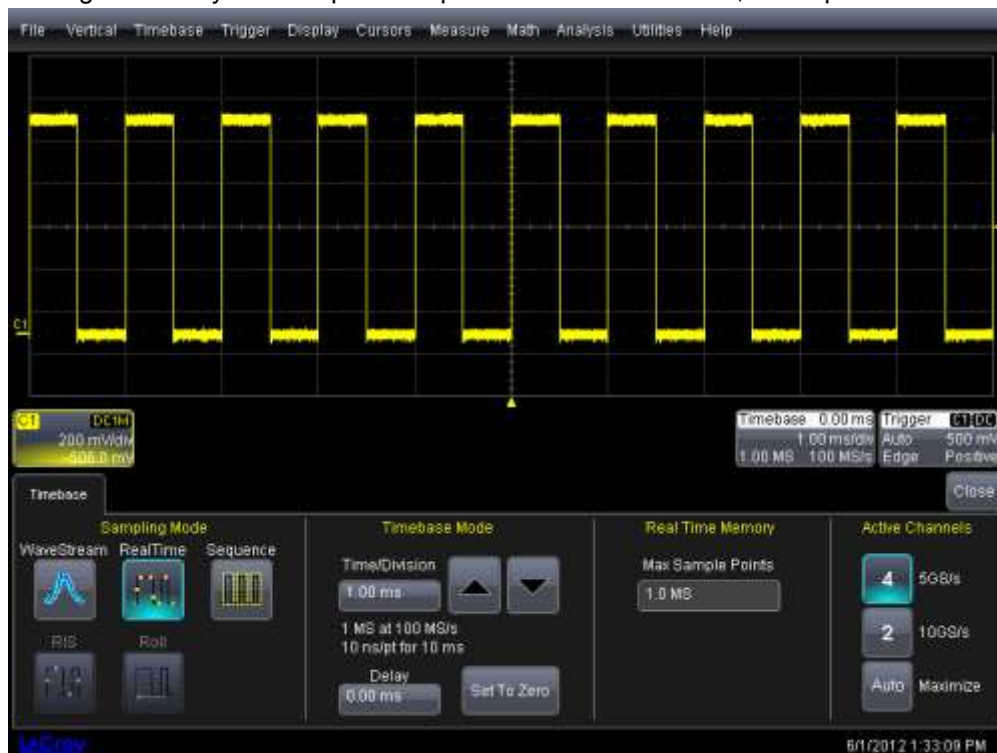 File Vertical Timebase Trigger Display Cursors Measure Math Analysis Utilities Help
C1
C1 DC1M
200 mV/div
-506.0 mV
Timebase 0.00 ms
1.00 ms/div
1.00 MS 100 MS/s
Trigger C1 DC
Auto 500 mV
Edge Positive
Timebase
Close
Sampling Mode
WaveStream RealTime Sequence
RIS Roll
Timebase Mode
Time/Division
1.00 ms
1 MS at 100 MS/s
10 ns/pt for 10 ms
Delay
0.00 ms
Set To Zero
Real Time Memory
Max Sample Points
1.0 MS
Active Channels
4 5GS/s
2 10GS/s
Auto Maximize
LeCroy
6/1/2012 1:33:09 PM